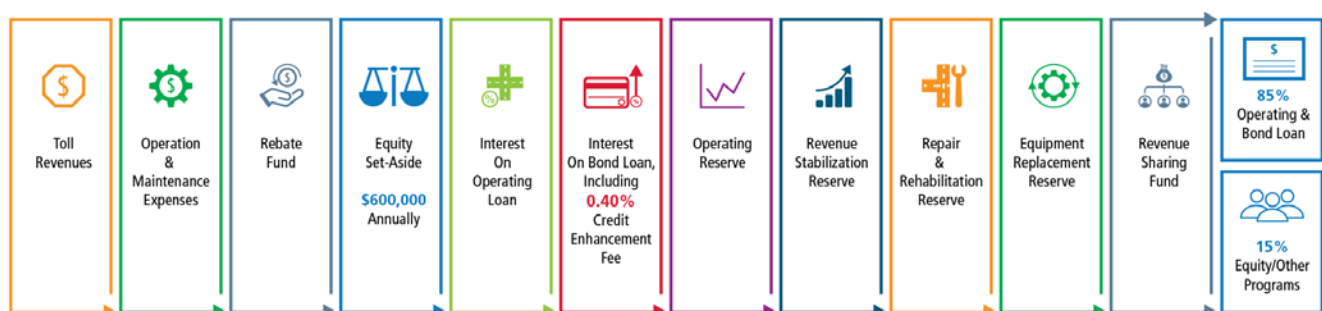 $
Toll
Revenues
$
Operation
&
Maintenance
Expenses
$
Rebate
Fund
Equity
Set-Aside
$600,000
Annually
%
Interest
On
Operating
Loan
%
Interest
On Bond Loan,
Including
0.40%
Credit
Enhancement
Fee
Operating
Reserve
Revenue
Stabilization
Reserve
Repair
&
Rehabilitation
Reserve
Equipment
Replacement
Reserve
Revenue
Sharing
Fund
$
85%
Operating &
Bond Loan
15%
Equity/Other
Programs